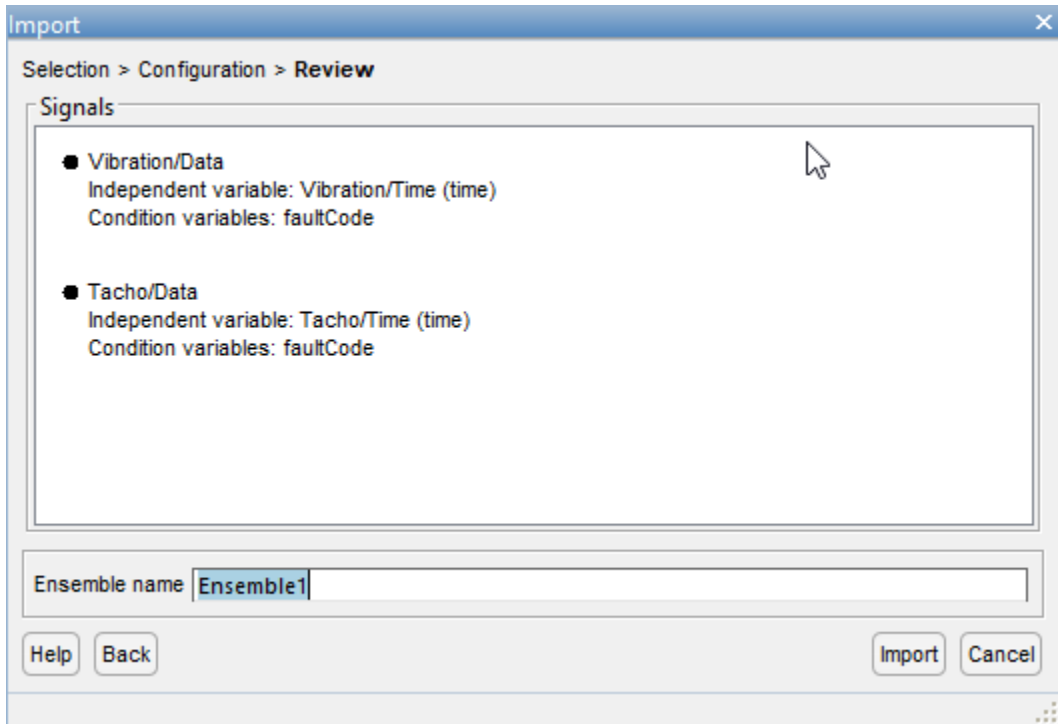 Import
Selection > Configuration > Review
Signals
Vibration/Data
Independent variable: Vibration/Time (time)
Condition variables: faultCode
Tacho/Data
Independent variable: Tacho/Time (time)
Condition variables: faultCode
Ensemble name Ensemble1
Help Back Import Cancel